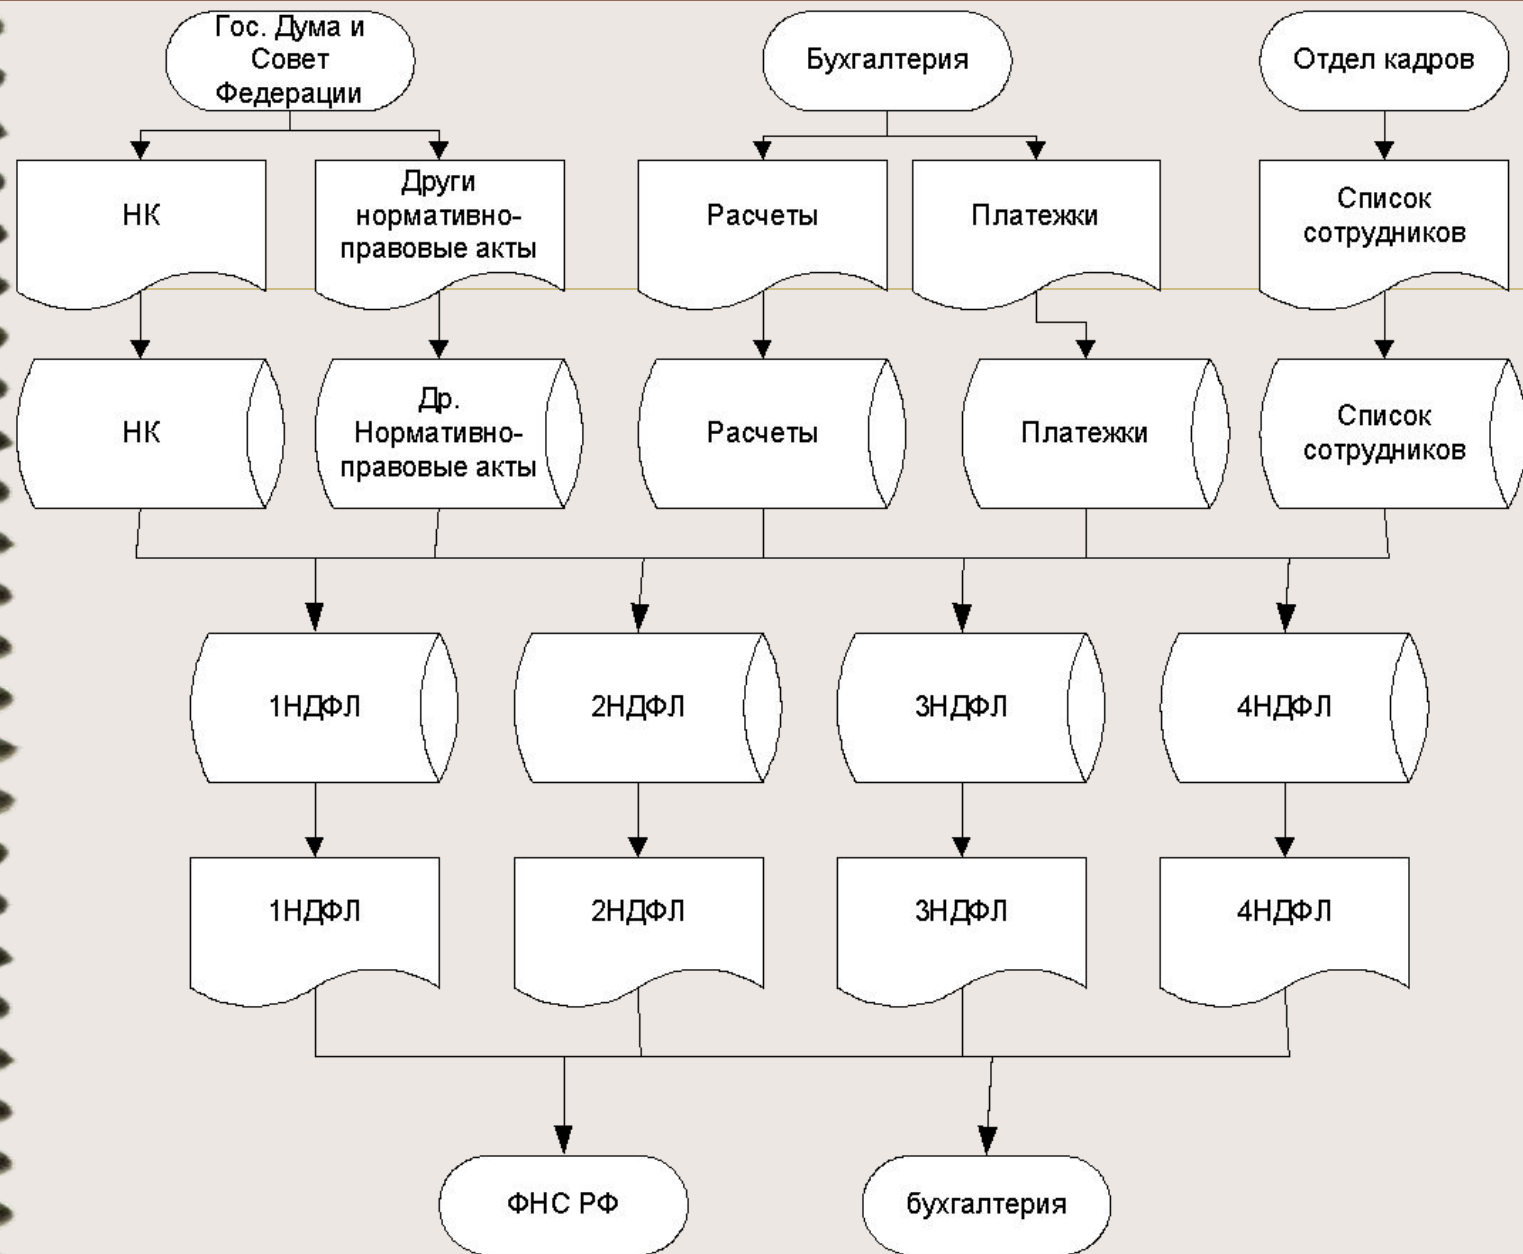 Гос. Дума и
Совет
Федерации
Бухгалтерия
Отдел кадров
НК
Други
нормативно-
правовые акты
Расчеты
Платежки
Список
сотрудников
НК
Др.
Нормативно-
правовые акты
Расчеты
Платежки
Список
сотрудников
1НДФЛ
2НДФЛ
3НДФЛ
4НДФЛ
1НДФЛ
2НДФЛ
3НДФЛ
4НДФЛ
ФНС РФ
бухгалтерия